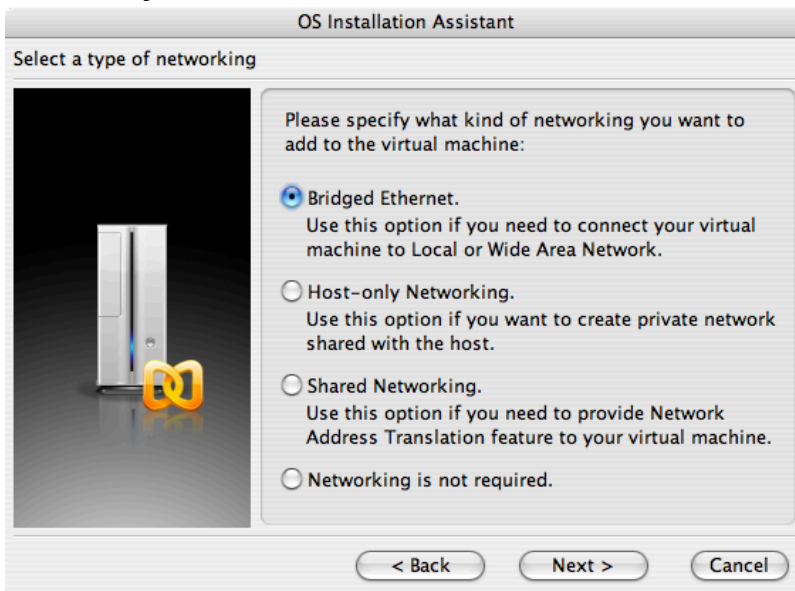 OS Installation Assistant
Select a type of networking
Please specify what kind of networking you want to
add to the virtual machine:
Bridged Ethernet.
Use this option if you need to connect your virtual
machine to Local or Wide Area Network.
Host-only Networking.
Use this option if you want to create private network
shared with the host.
Shared Networking.
Use this option if you need to provide Network
Address Translation feature to your virtual machine.
Networking is not required.
< Back
Next >
Cancel